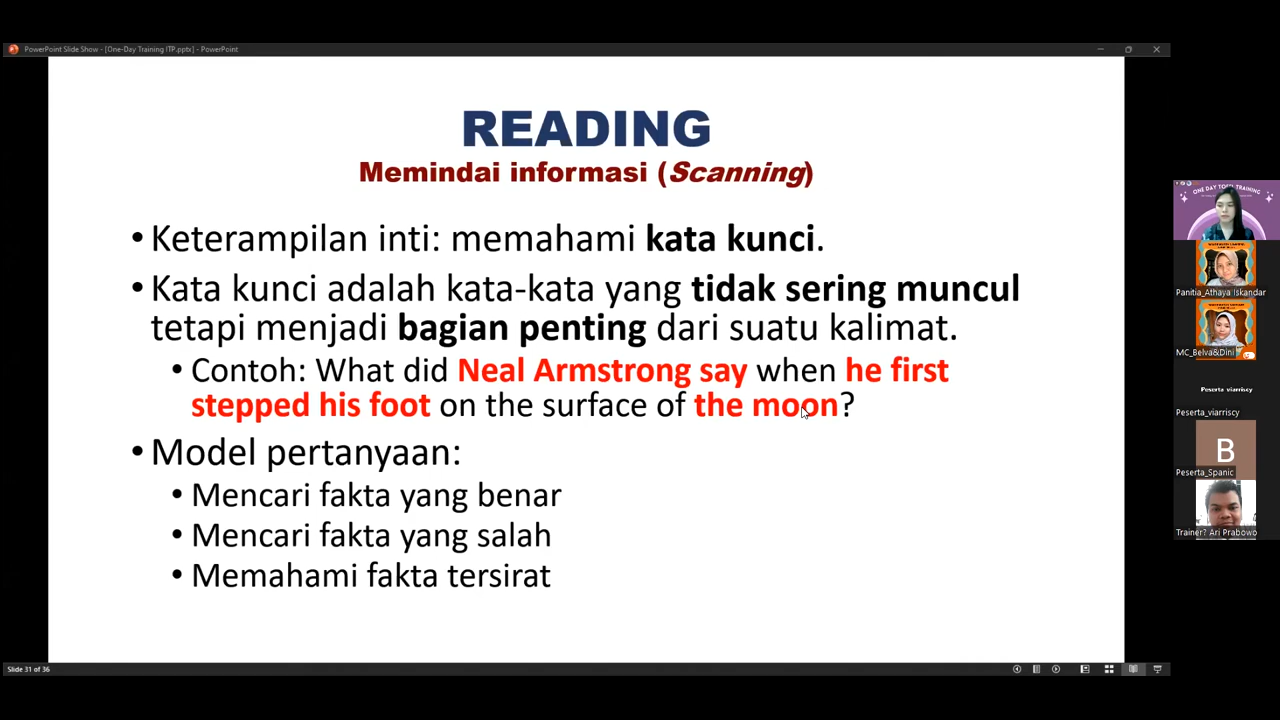 PowerPoint Slide Show - [One-Day Training ITP.pptx] - PowerPoint
READING
Memindai informasi (Scanning)
• Keterampilan inti: memahami kata kunci.
• Kata kunci adalah kata-kata yang tidak sering muncul
tetapi menjadi bagian penting dari suatu kalimat.
• Contoh: What did Neal Armstrong say when he first
stepped his foot on the surface of the moon?
• Model pertanyaan:
• Mencari fakta yang benar
• Mencari fakta yang salah
• Memahami fakta tersirat
Slide 31 of 36
ONE DAY TOEFL TRAINING
Panitia_Athaya Iskandar
MC_Belva&Dini
Peserta viarriscy
Peserta_viarriscy
B
Peserta_Spanic
Trainer? Ari Prabowo